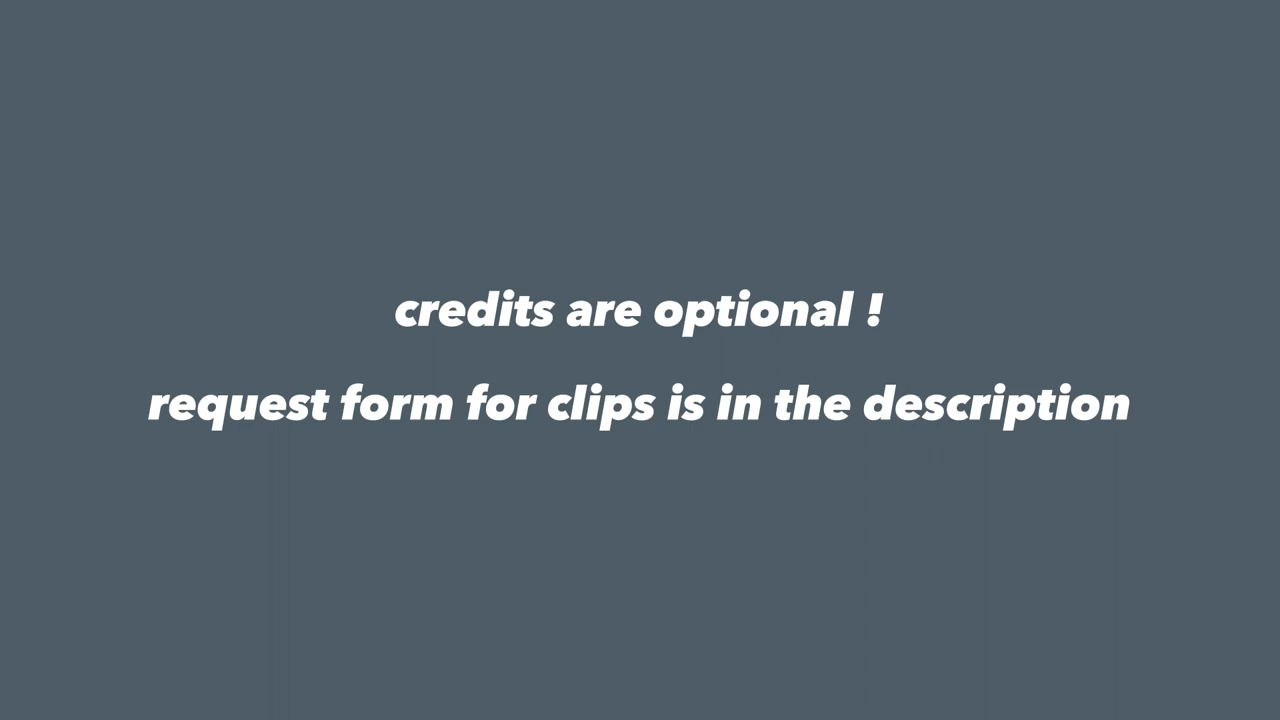 credits are optional !
request form for clips is in the description